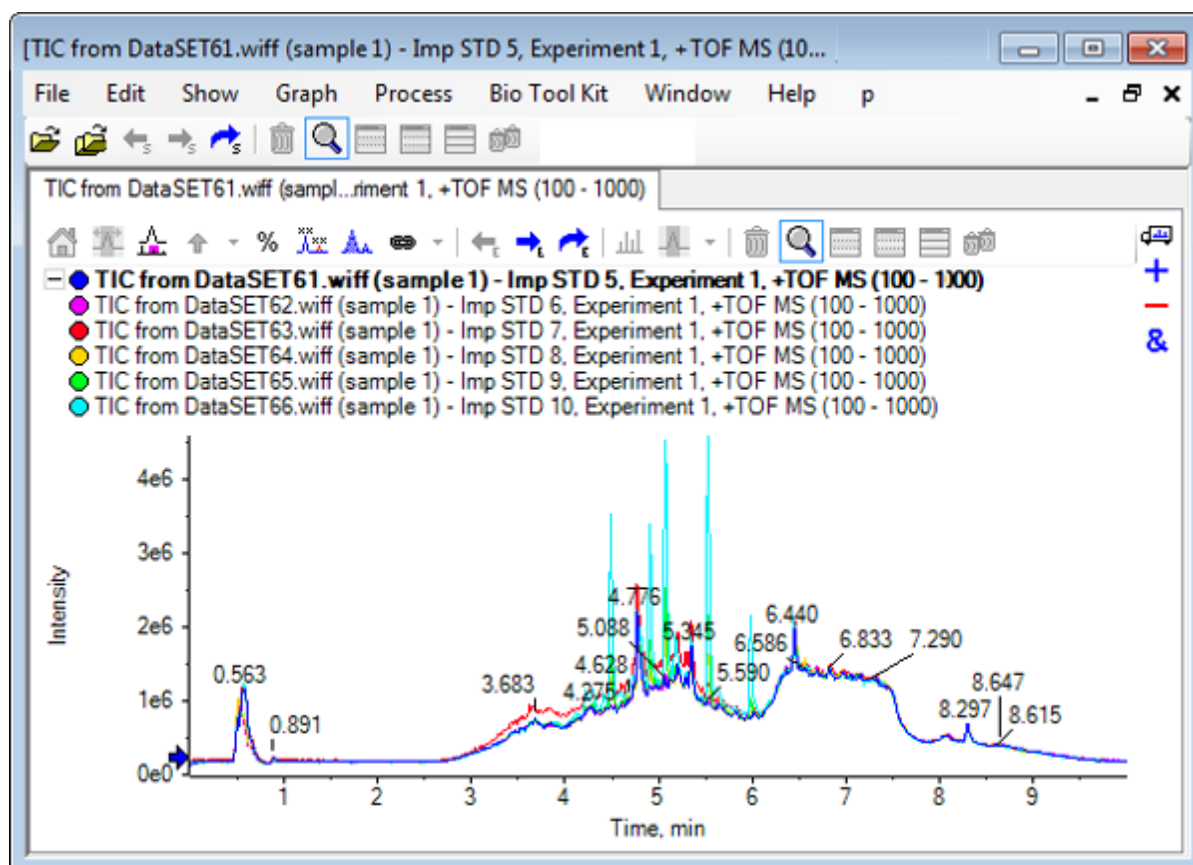 [TIC from DataSET61.wiff (sample 1) - Imp STD 5, Experiment 1, +TOF MS (10...
File Edit Show Graph Process Bio Tool Kit Window Help p
TIC from DataSET61.wiff (sampl...riment 1, +TOF MS (100 - 1000)
TIC from DataSET61.wiff (sample 1) - Imp STD 5, Experiment 1, +TOF MS (100 - 1000)
TIC from DataSET62.wiff (sample 1) - Imp STD 6, Experiment 1, +TOF MS (100 - 1000)
TIC from DataSET63.wiff (sample 1) - Imp STD 7, Experiment 1, +TOF MS (100 - 1000)
TIC from DataSET64.wiff (sample 1) - Imp STD 8, Experiment 1, +TOF MS (100 - 1000)
TIC from DataSET65.wiff (sample 1) - Imp STD 9, Experiment 1, +TOF MS (100 - 1000)
TIC from DataSET66.wiff (sample 1) - Imp STD 10, Experiment 1, +TOF MS (100 - 1000)
4e6
3e6
2e6
1e6
0e0
Intensity
0.563
0.891
3.683
4.275
4.628
5.088
4.776
5.345
5.590
6.586
6.440
6.833
7.290
8.297
8.647
8.615
1 2 3 4 5 6 7 8 9
Time, min